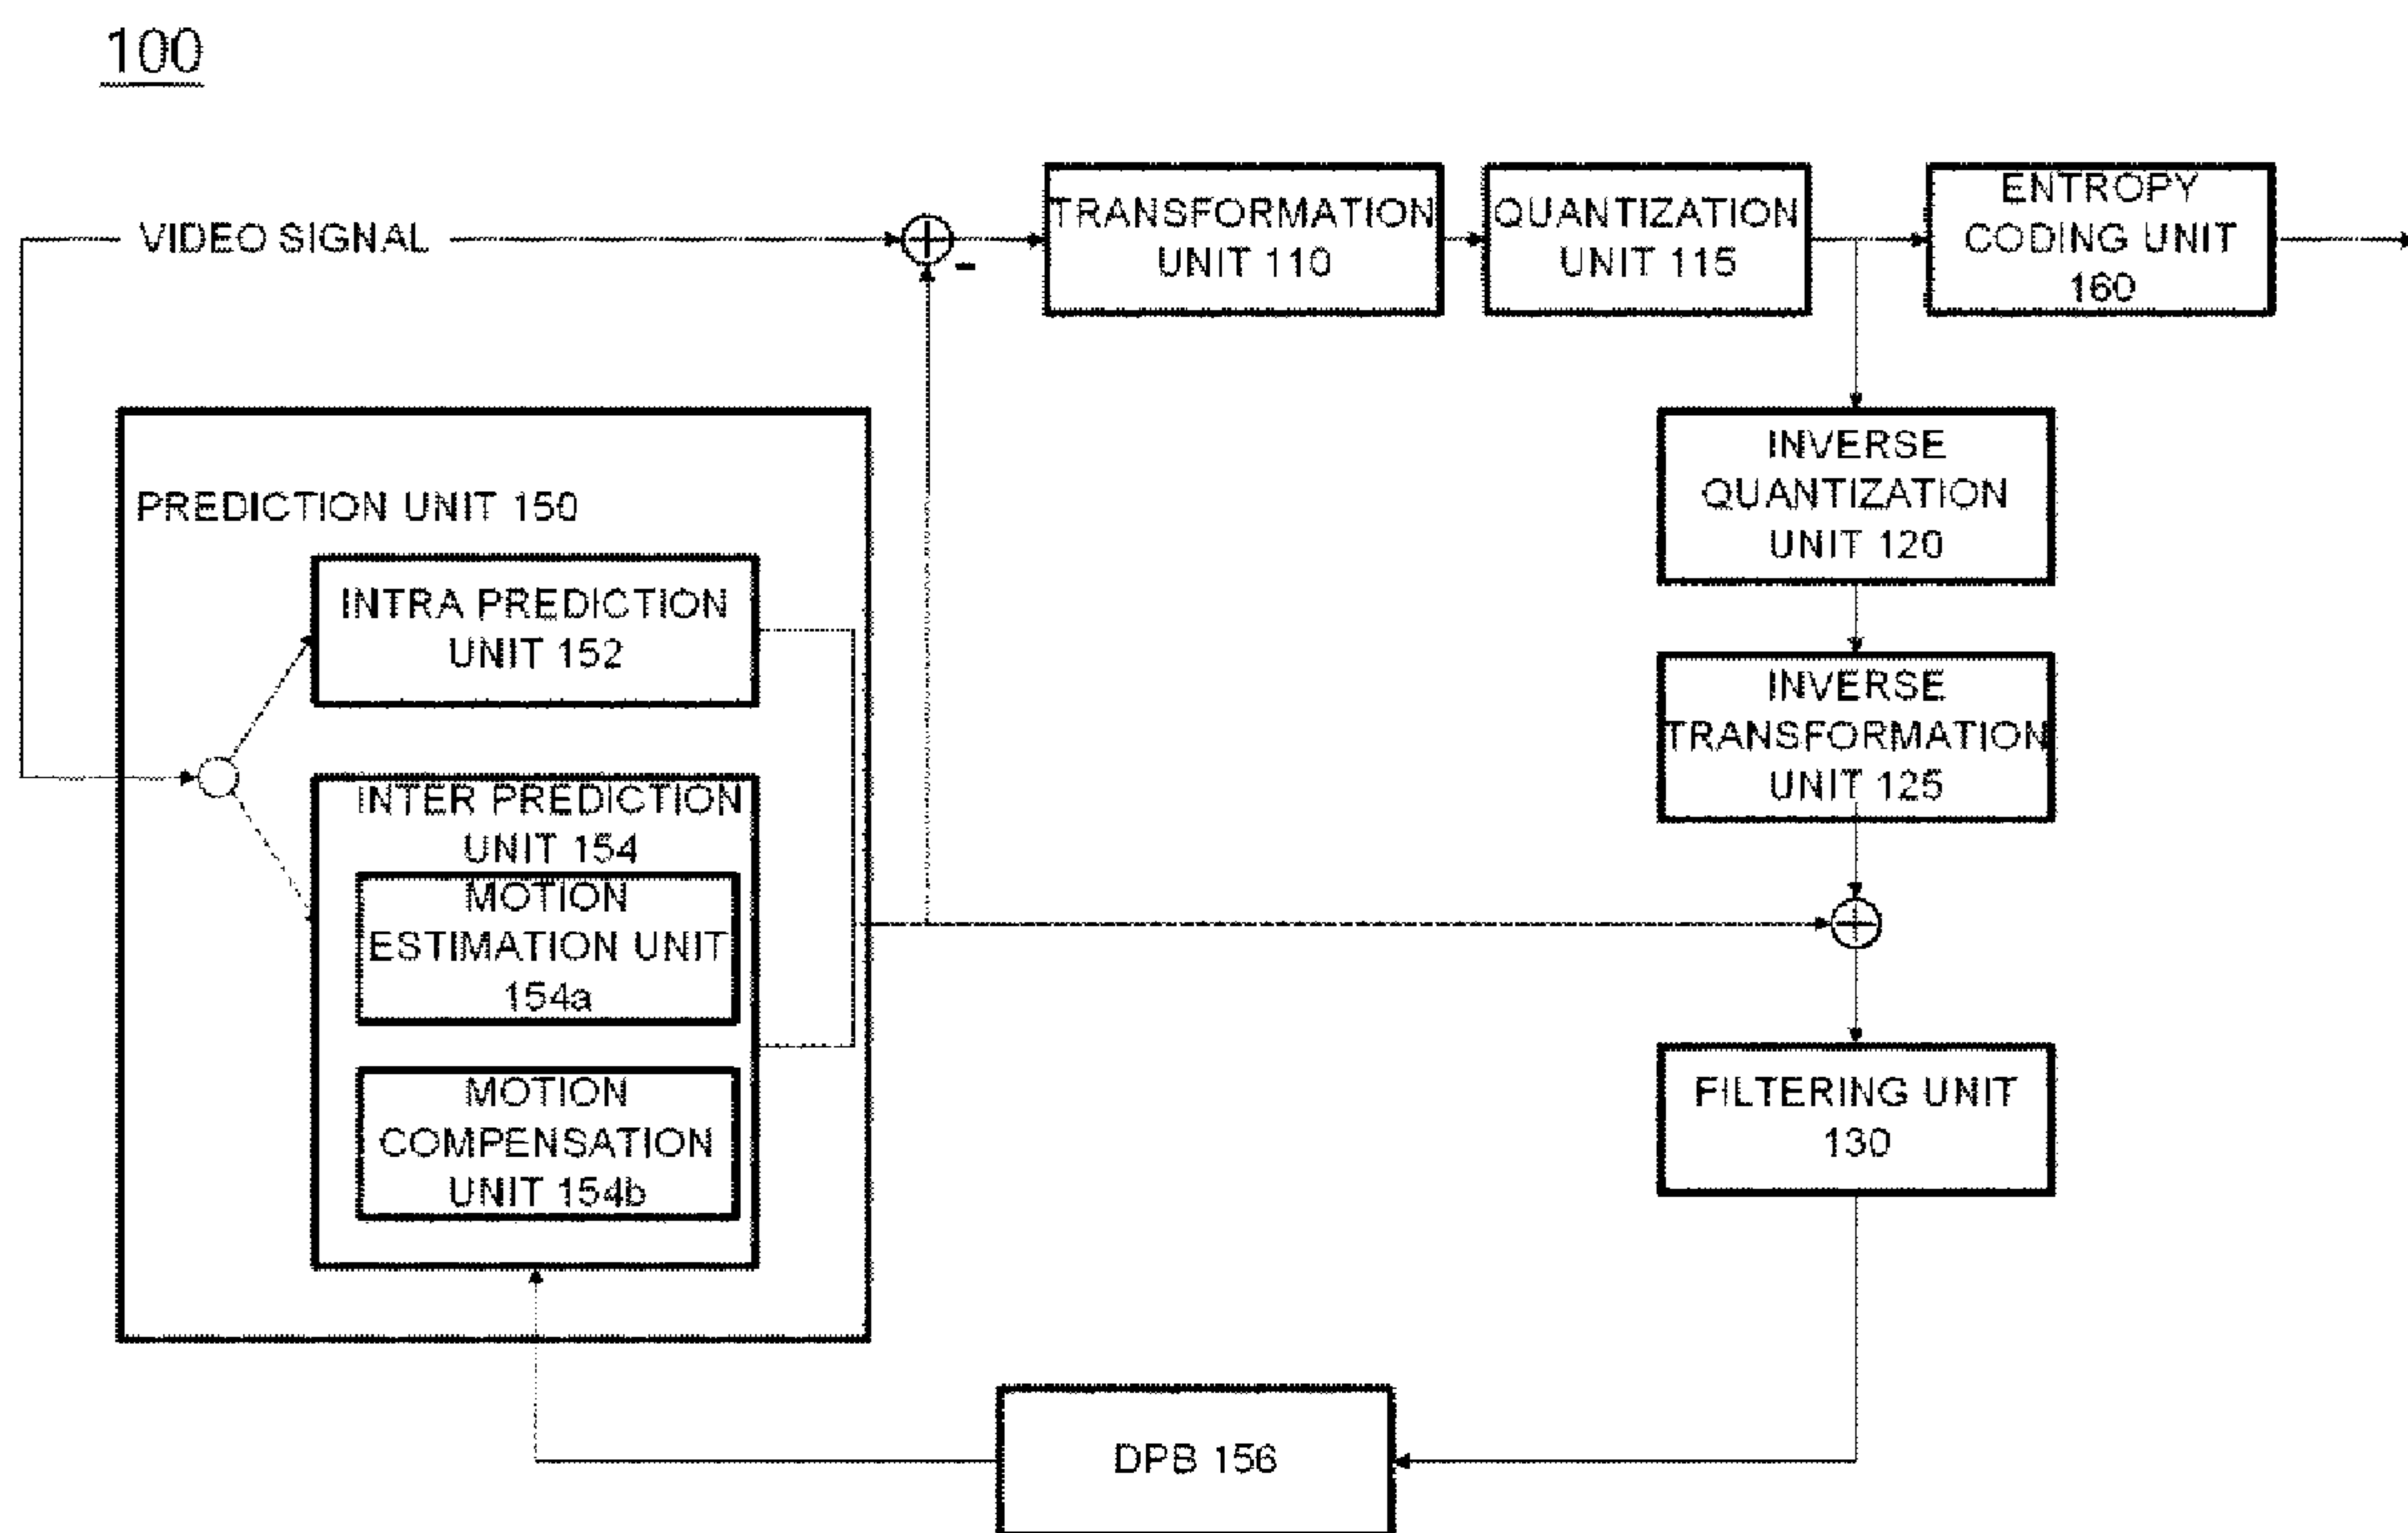 100
VIDEO SIGNAL
-
TRANSFORMATION
UNIT 110
QUANTIZATION
UNIT 115
ENTROPY
CODING UNIT
160
PREDICTION UNIT 150
INTRA PREDICTION
UNIT 152
INTER PREDICTION
UNIT 154
MOTION
ESTIMATION UNIT
154a
MOTION
COMPENSATION
UNIT 154b
INVERSE
QUANTIZATION
UNIT 120
INVERSE
TRANSFORMATION
UNIT 125
FILTERING UNIT
130
DPB 156